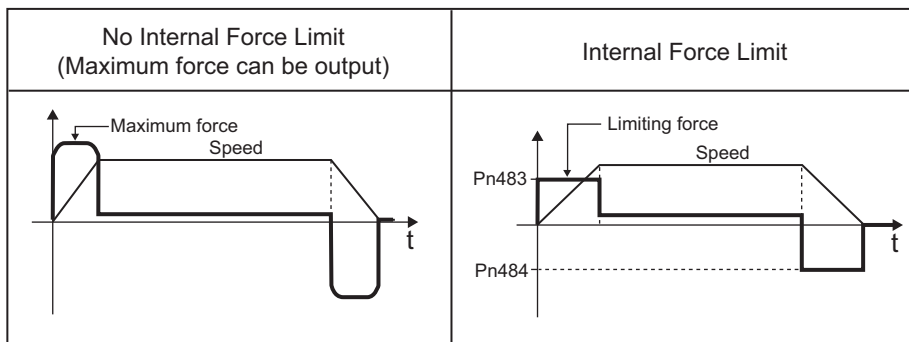 No Internal Force Limit
(Maximum force can be output)
Internal Force Limit
Maximum force
Speed
t
Limiting force
Speed
Pn483
t
Pn484